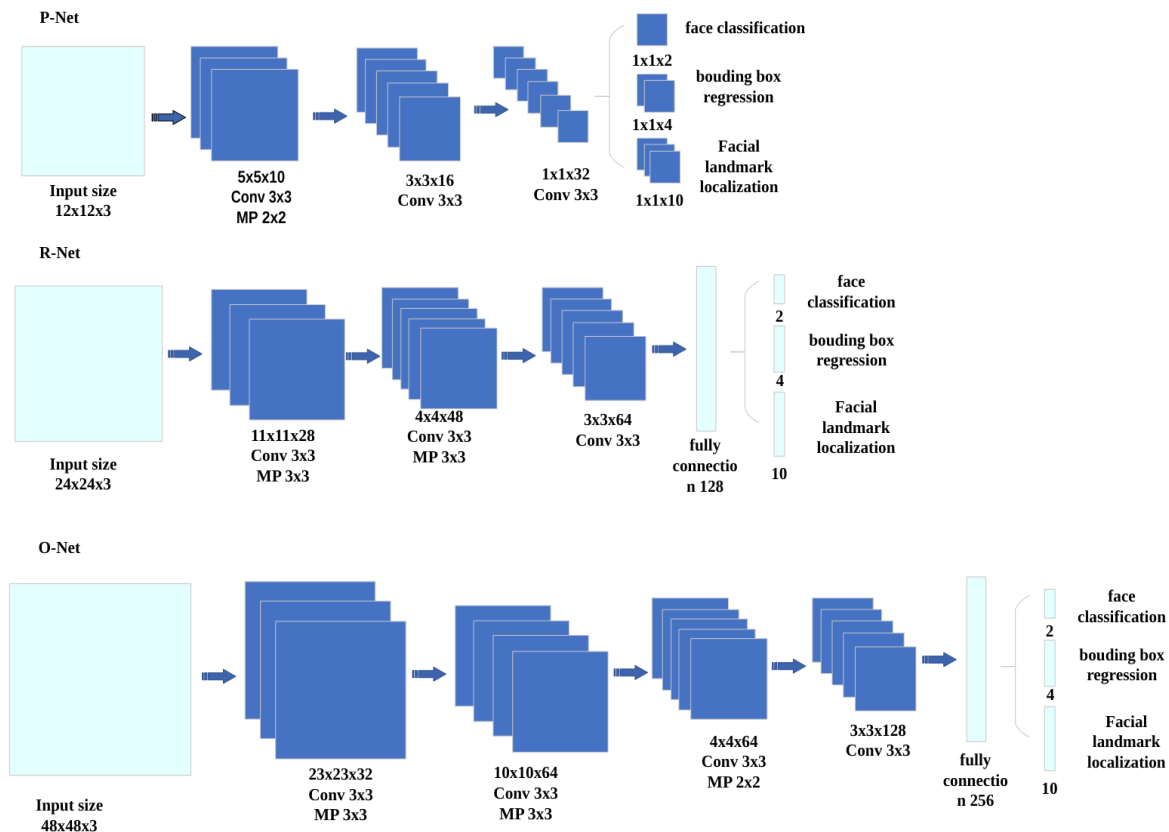 P-Net
Input size
12x12x3
5x5x10
Conv 3x3
MP 2x2
3x3x16
Conv 3x3
1x1x32
Conv 3x3
face classification
1x1x2
bouding box
regression
1x1x4
Facial
landmark
localization
1x1x10
R-Net
Input size
24x24x3
11x11x28
Conv 3x3
MP 3x3
4x4x48
Conv 3x3
MP 3x3
3x3x64
Conv 3x3
fully
connectio
n 128
face
classification
2
bouding box
regression
4
Facial
landmark
localization
10
O-Net
Input size
48x48x3
23x23x32
Conv 3x3
MP 3x3
10x10x64
Conv 3x3
MP 3x3
4x4x64
Conv 3x3
MP 2x2
3x3x128
Conv 3x3
fully
connectio
n 256
face
classification
2
bouding box
regression
4
Facial
landmark
localization
10